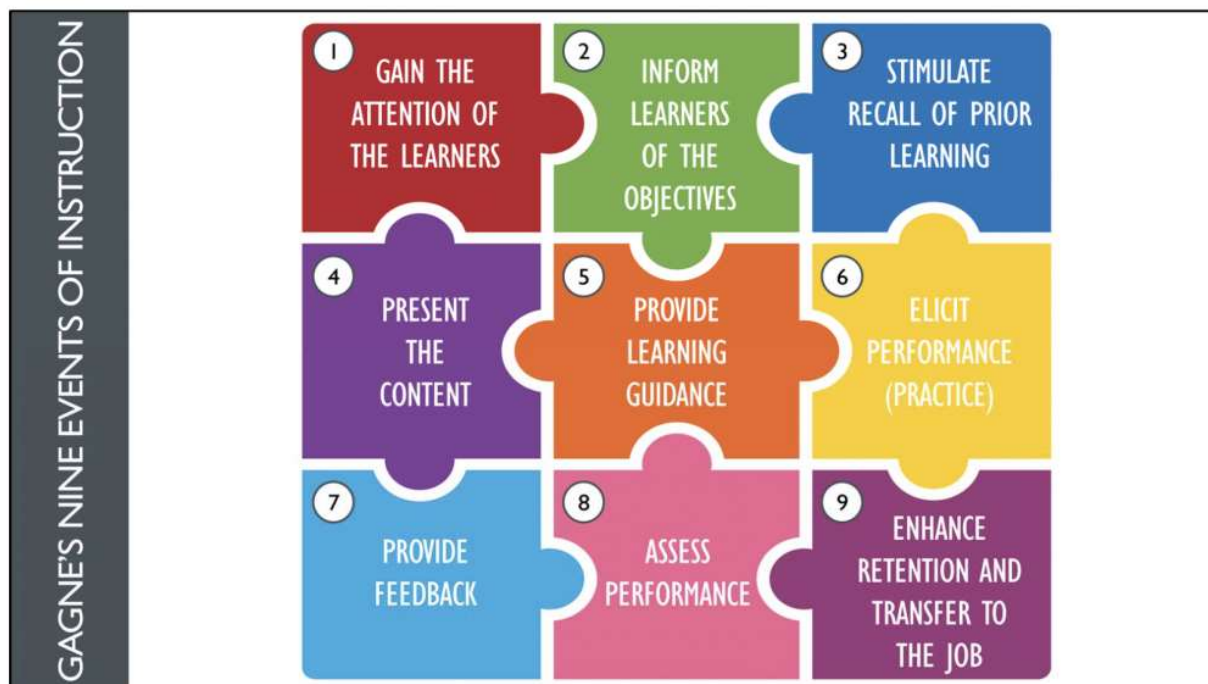 GAGNE'S NINE EVENTS OF INSTRUCTION
1
GAIN THE
ATTENTION OF
THE LEARNERS
2
INFORM
LEARNERS
OF THE
OBJECTIVES
3
STIMULATE
RECALL OF PRIOR
LEARNING
4
PRESENT
THE
CONTENT
5
PROVIDE
LEARNING
GUIDANCE
6
ELICIT
PERFORMANCE
(PRACTICE)
7
PROVIDE
FEEDBACK
8
ASSESS
PERFORMANCE
9
ENHANCE
RETENTION AND
TRANSFER TO
THE JOB